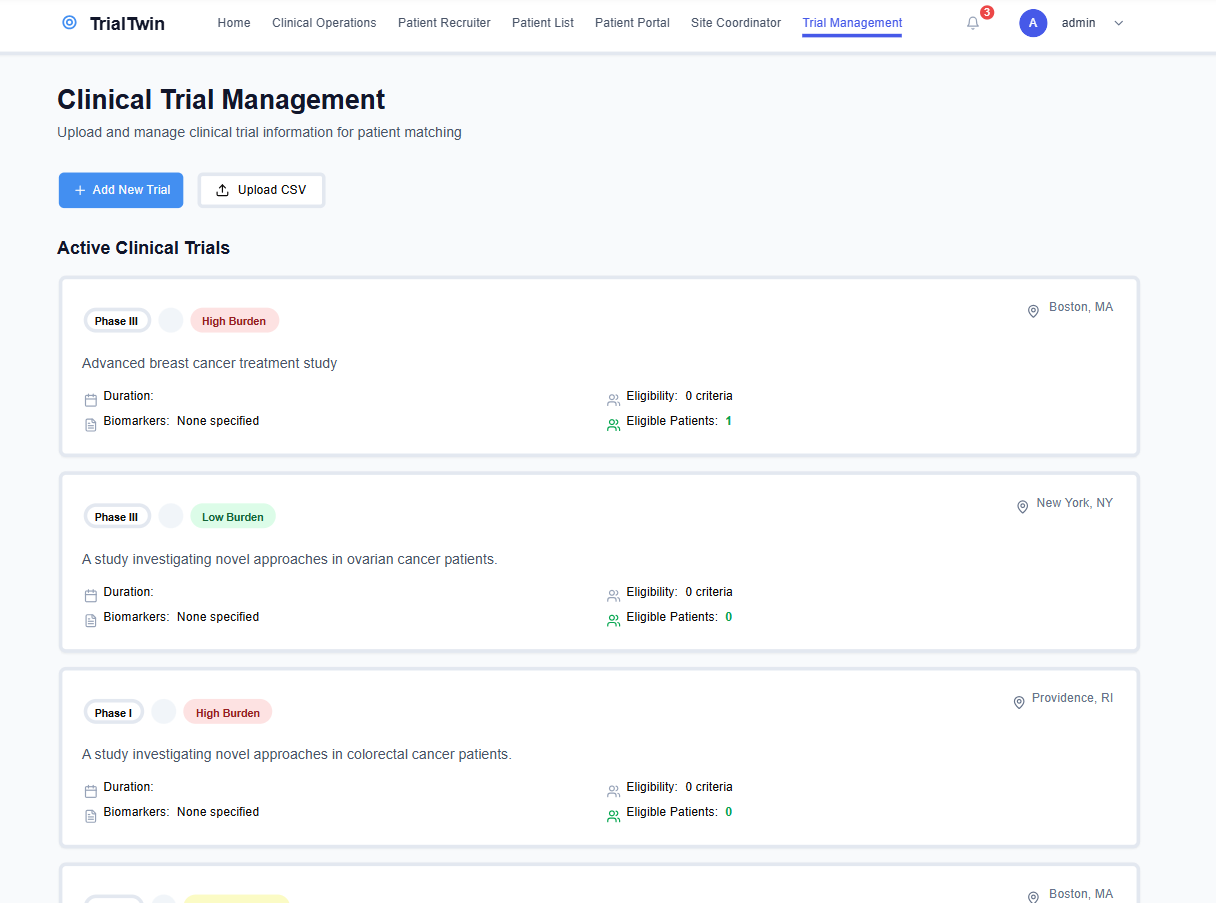 TrialTwin Home Clinical Operations Patient Recruiter Patient List Patient Portal Site Coordinator Trial Management 3 A admin
Clinical Trial Management
Upload and manage clinical trial information for patient matching
Add New Trial Upload CSV
Active Clinical Trials
Phase III High Burden Boston, MA
Advanced breast cancer treatment study
Duration: Eligibility: 0 criteria
Biomarkers: None specified Eligible Patients: 1
Phase III Low Burden New York, NY
A study investigating novel approaches in ovarian cancer patients.
Duration: Eligibility: 0 criteria
Biomarkers: None specified Eligible Patients: 0
Phase I High Burden Providence, RI
A study investigating novel approaches in colorectal cancer patients.
Duration: Eligibility: 0 criteria
Biomarkers: None specified Eligible Patients: 0
Boston, MA